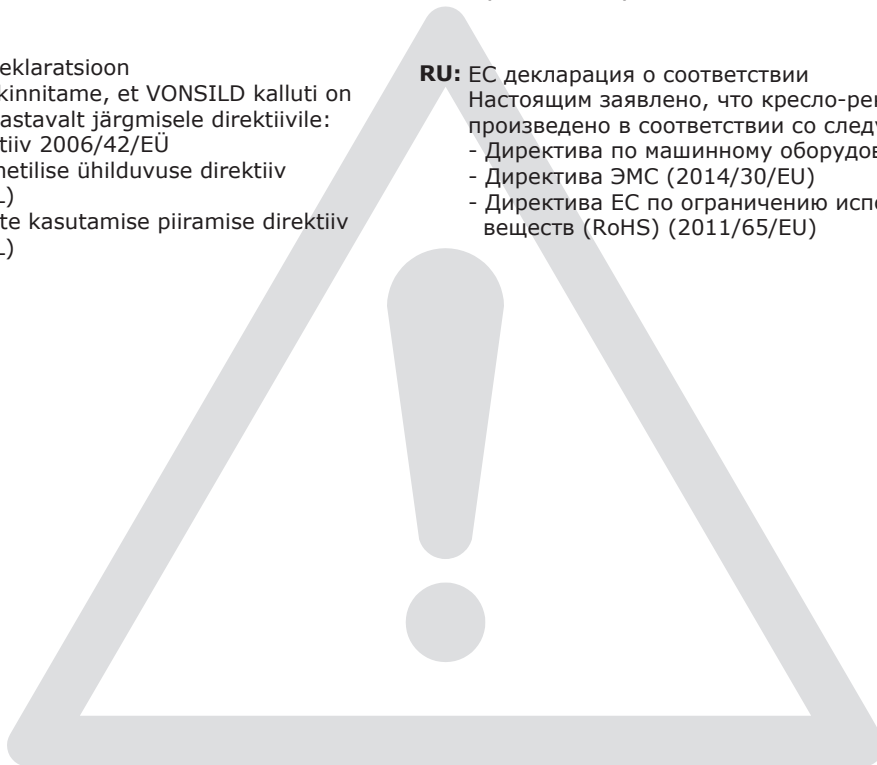 eklaratsioon
kinnitame, et VONSILD kalluti on
astavalt järgmisele direktiivile:
tiiv 2006/42/EÜ
netilise ühilduvuse direktiiv
L)
te kasutamise piiramise direktiiv
L)
RU: ЕС декларация о соответствии
Настоящим заявлено, что кресло-ре
произведено в соответствии со след
- Директива по машинному оборудов
- Директива ЭМС (2014/30/EU)
- Директива ЕС по ограничению испо
веществ (RoHS) (2011/65/EU)